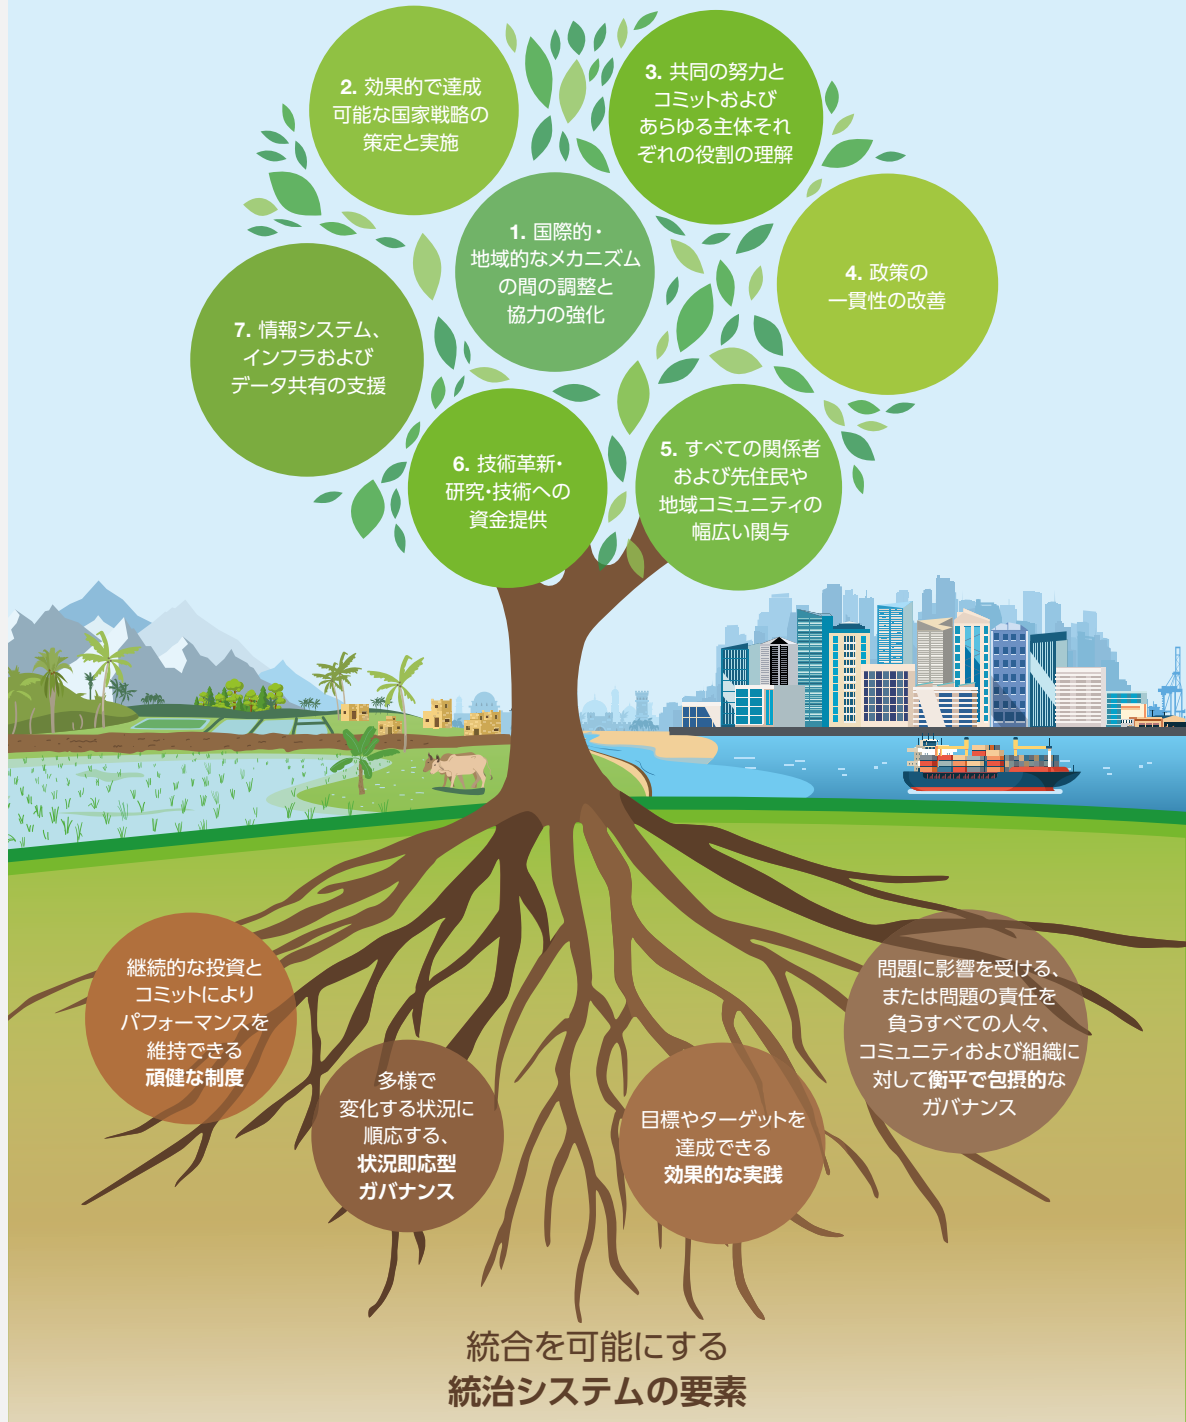 2. 効果的で達成
可能な国家戦略の
策定と実施
3. 共同の努力と
コミットおよび
あらゆる主体それ
ぞれの役割の理解
1. 国際的・
地域的なメカニズム
の間の調整と
協力の強化
4. 政策の
一貫性の改善
7. 情報システム、
インフラおよび
データ共有の支援
6. 技術革新・
研究・技術への
資金提供
5. すべての関係者
および先住民や
地域コミュニティの
幅広い関与
継続的な投資と
コミットにより
パフォーマンスを
維持できる
頑健な制度
多様で
変化する状況に
順応する、
状況即応型
ガバナンス
目標やターゲットを
達成できる
効果的な実践
問題に影響を受ける、
または問題の責任を
負うすべての人々、
コミュニティおよび組織に
対して衡平で包摂的な
ガバナンス
統合を可能にする
統治システムの要素